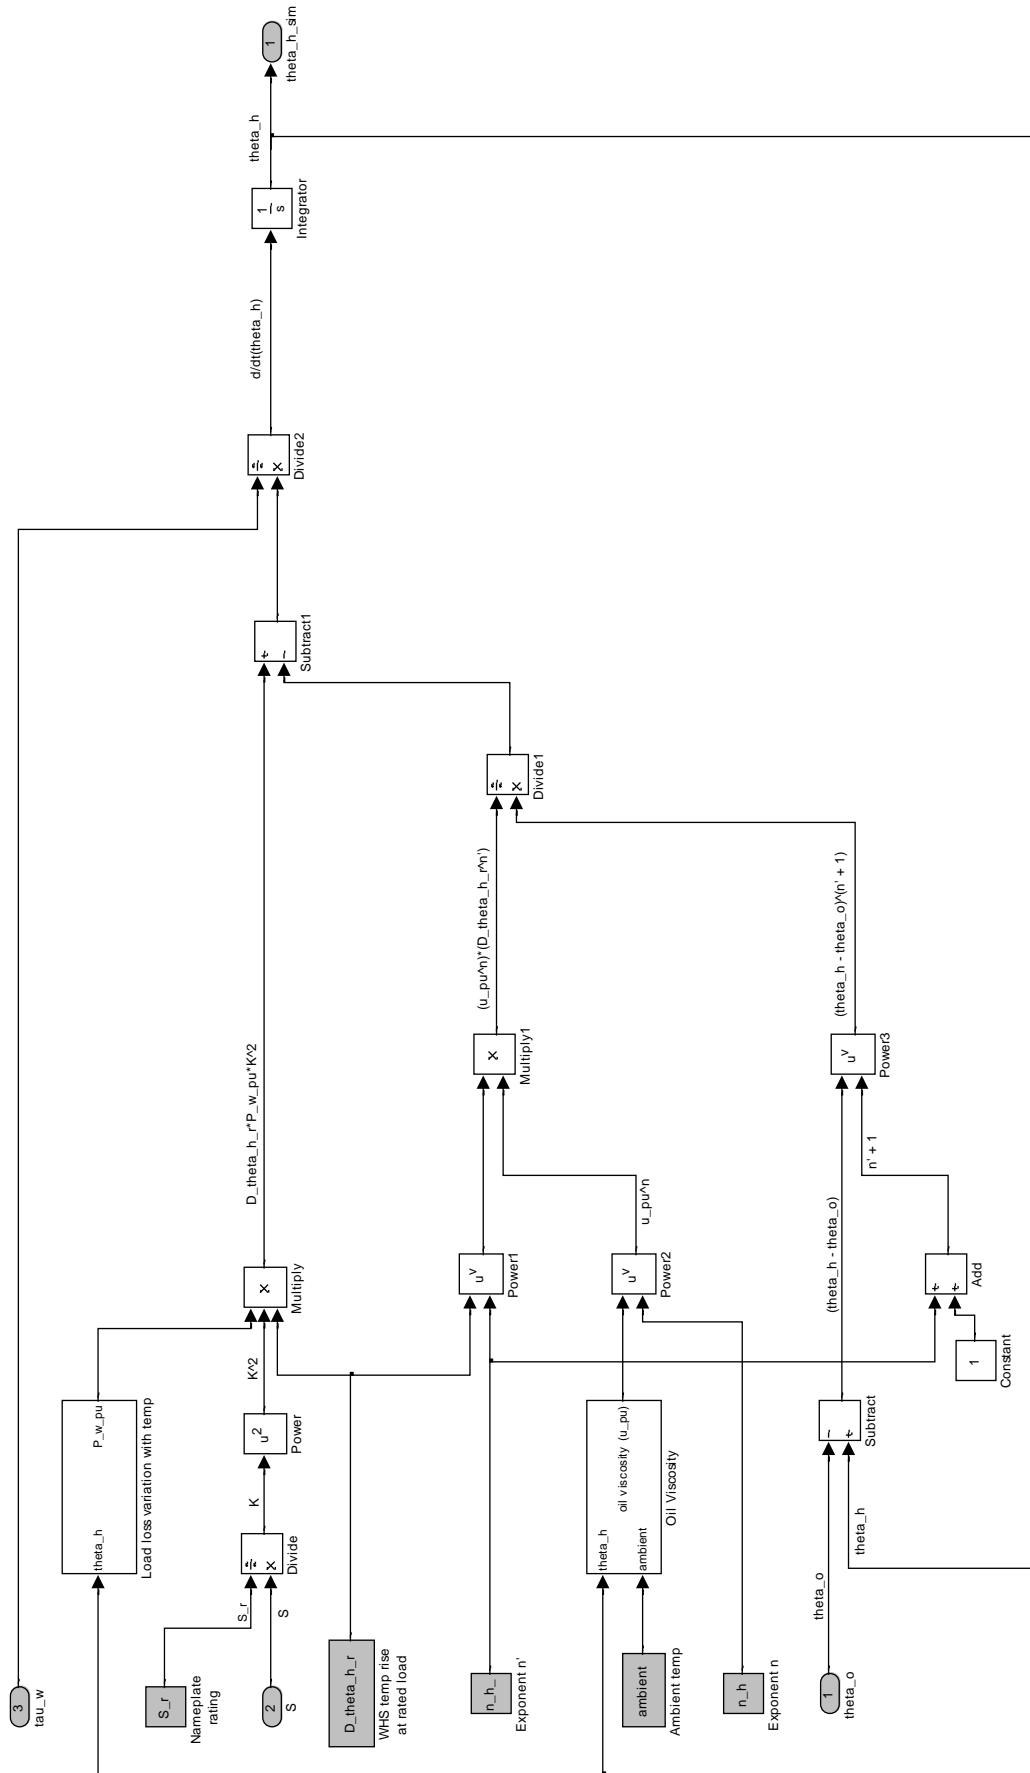 3
tau_w
theta_h
P_w_pu
Load loss variation with temp
S_r
Nameplate
rating
2
S
S_r
S
÷
×
Divide
K
u^2
Power
K^2
×
Multiply
D_theta_h_r*P_w_pu*K^2
D_theta_h_r
WHS temp rise
at rated load
n_h_
Exponent n'
u^v
Power1
theta_h
ambient
oil viscosity (u_pu)
Oil Viscosity
ambient
Ambient temp
n_h
Exponent n
u^v
Power2
u_pu^n
×
Multiply1
(u_pu^n)*(D_theta_h_r^n')
1
theta_o
theta_o
theta_h
−
+
Subtract
(theta_h - theta_o)
1
Constant
+
+
Add
n' + 1
u^v
Power3
(theta_h - theta_o)^(n' + 1)
÷
×
Divide1
+
−
Subtract1
÷
×
Divide2
d/dt(theta_h)
1
s
Integrator
theta_h
1
theta_h_sim